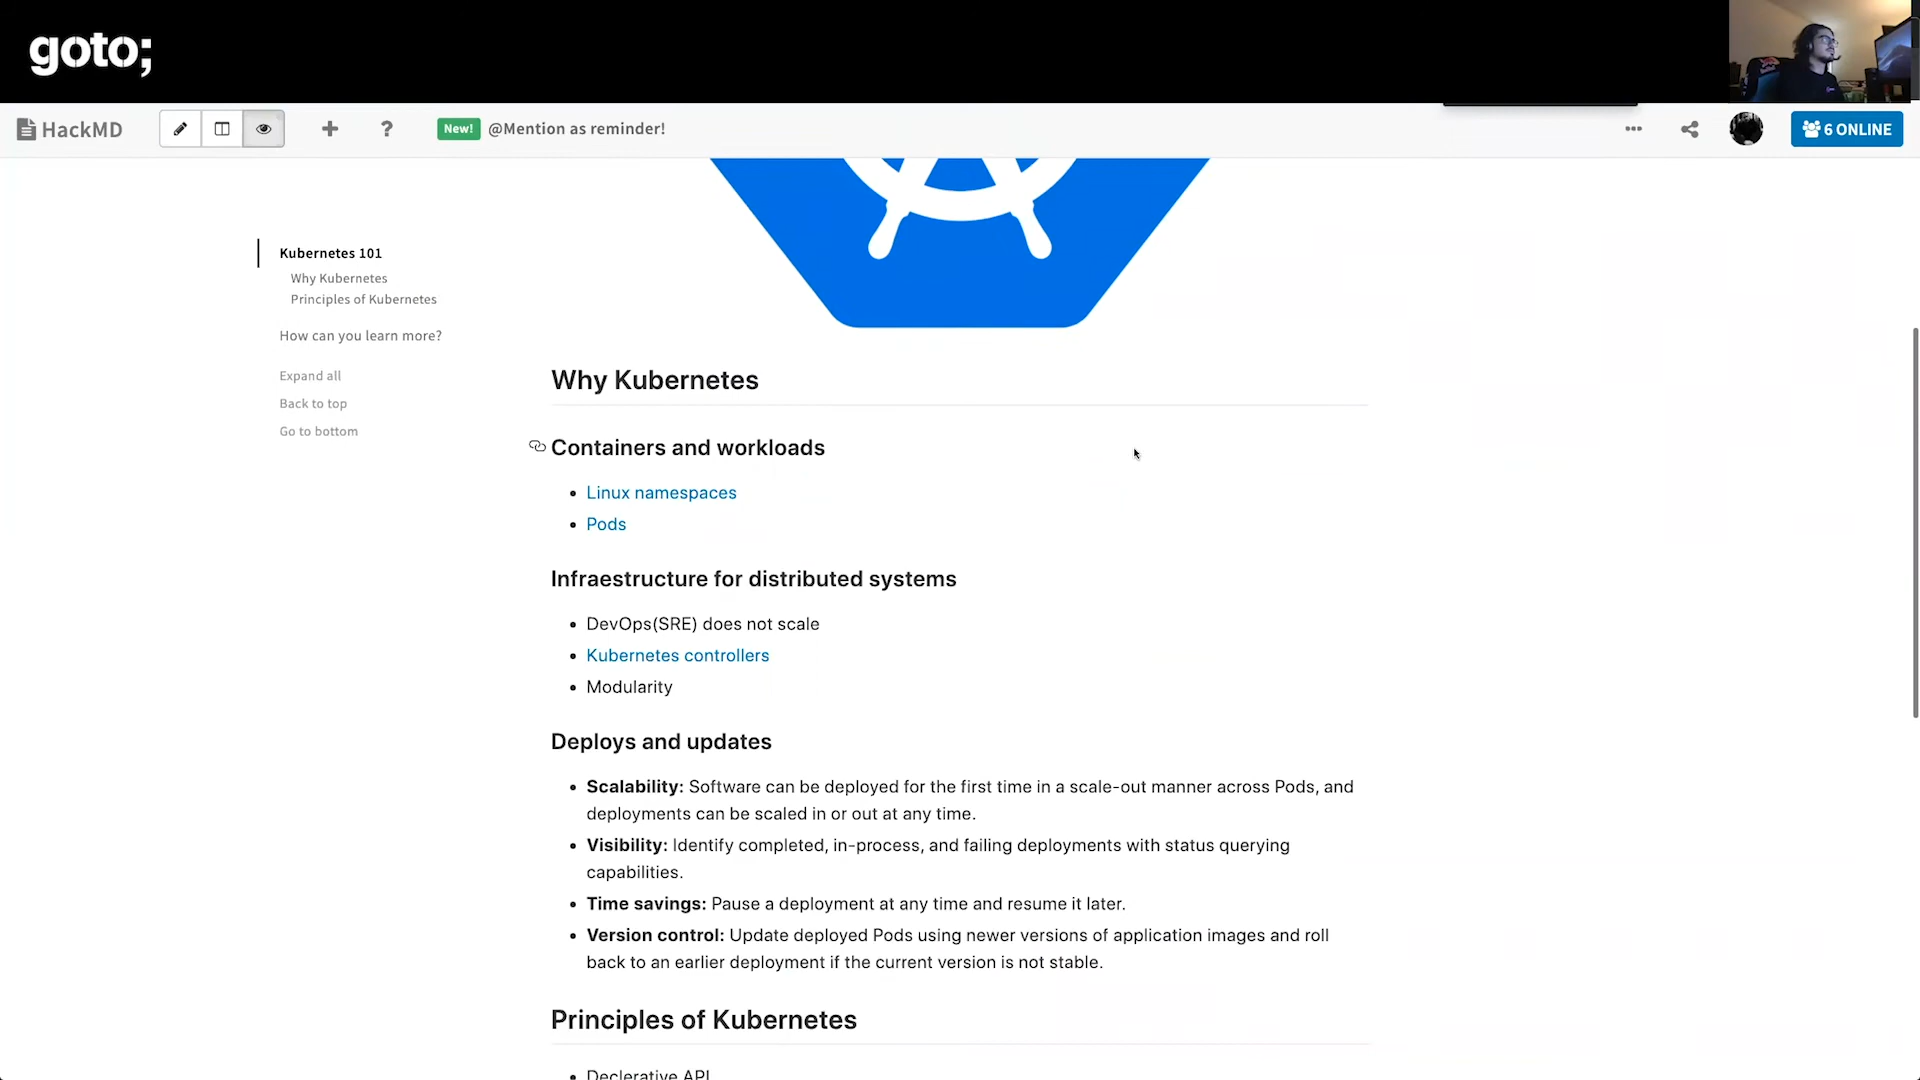 goto;
HackMD
?
New! @Mention as reminder!
6 ONLINE
Kubernetes 101
Why Kubernetes
Principles of Kubernetes
How can you learn more?
Expand all
Back to top
Go to bottom
Why Kubernetes
Containers and workloads
Linux namespaces
Pods
Infraestructure for distributed systems
DevOps(SRE) does not scale
Kubernetes controllers
Modularity
Deploys and updates
Scalability: Software can be deployed for the first time in a scale-out manner across Pods, and
deployments can be scaled in or out at any time.
Visibility: Identify completed, in-process, and failing deployments with status querying
capabilities.
Time savings: Pause a deployment at any time and resume it later.
Version control: Update deployed Pods using newer versions of application images and roll
back to an earlier deployment if the current version is not stable.
Principles of Kubernetes
Declerative API